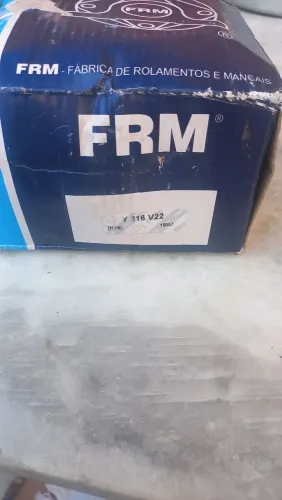 FRM®
FRM - FÁBRICA DE ROLAMENTOS E MANCAIS
FRM®
Y 216 V22